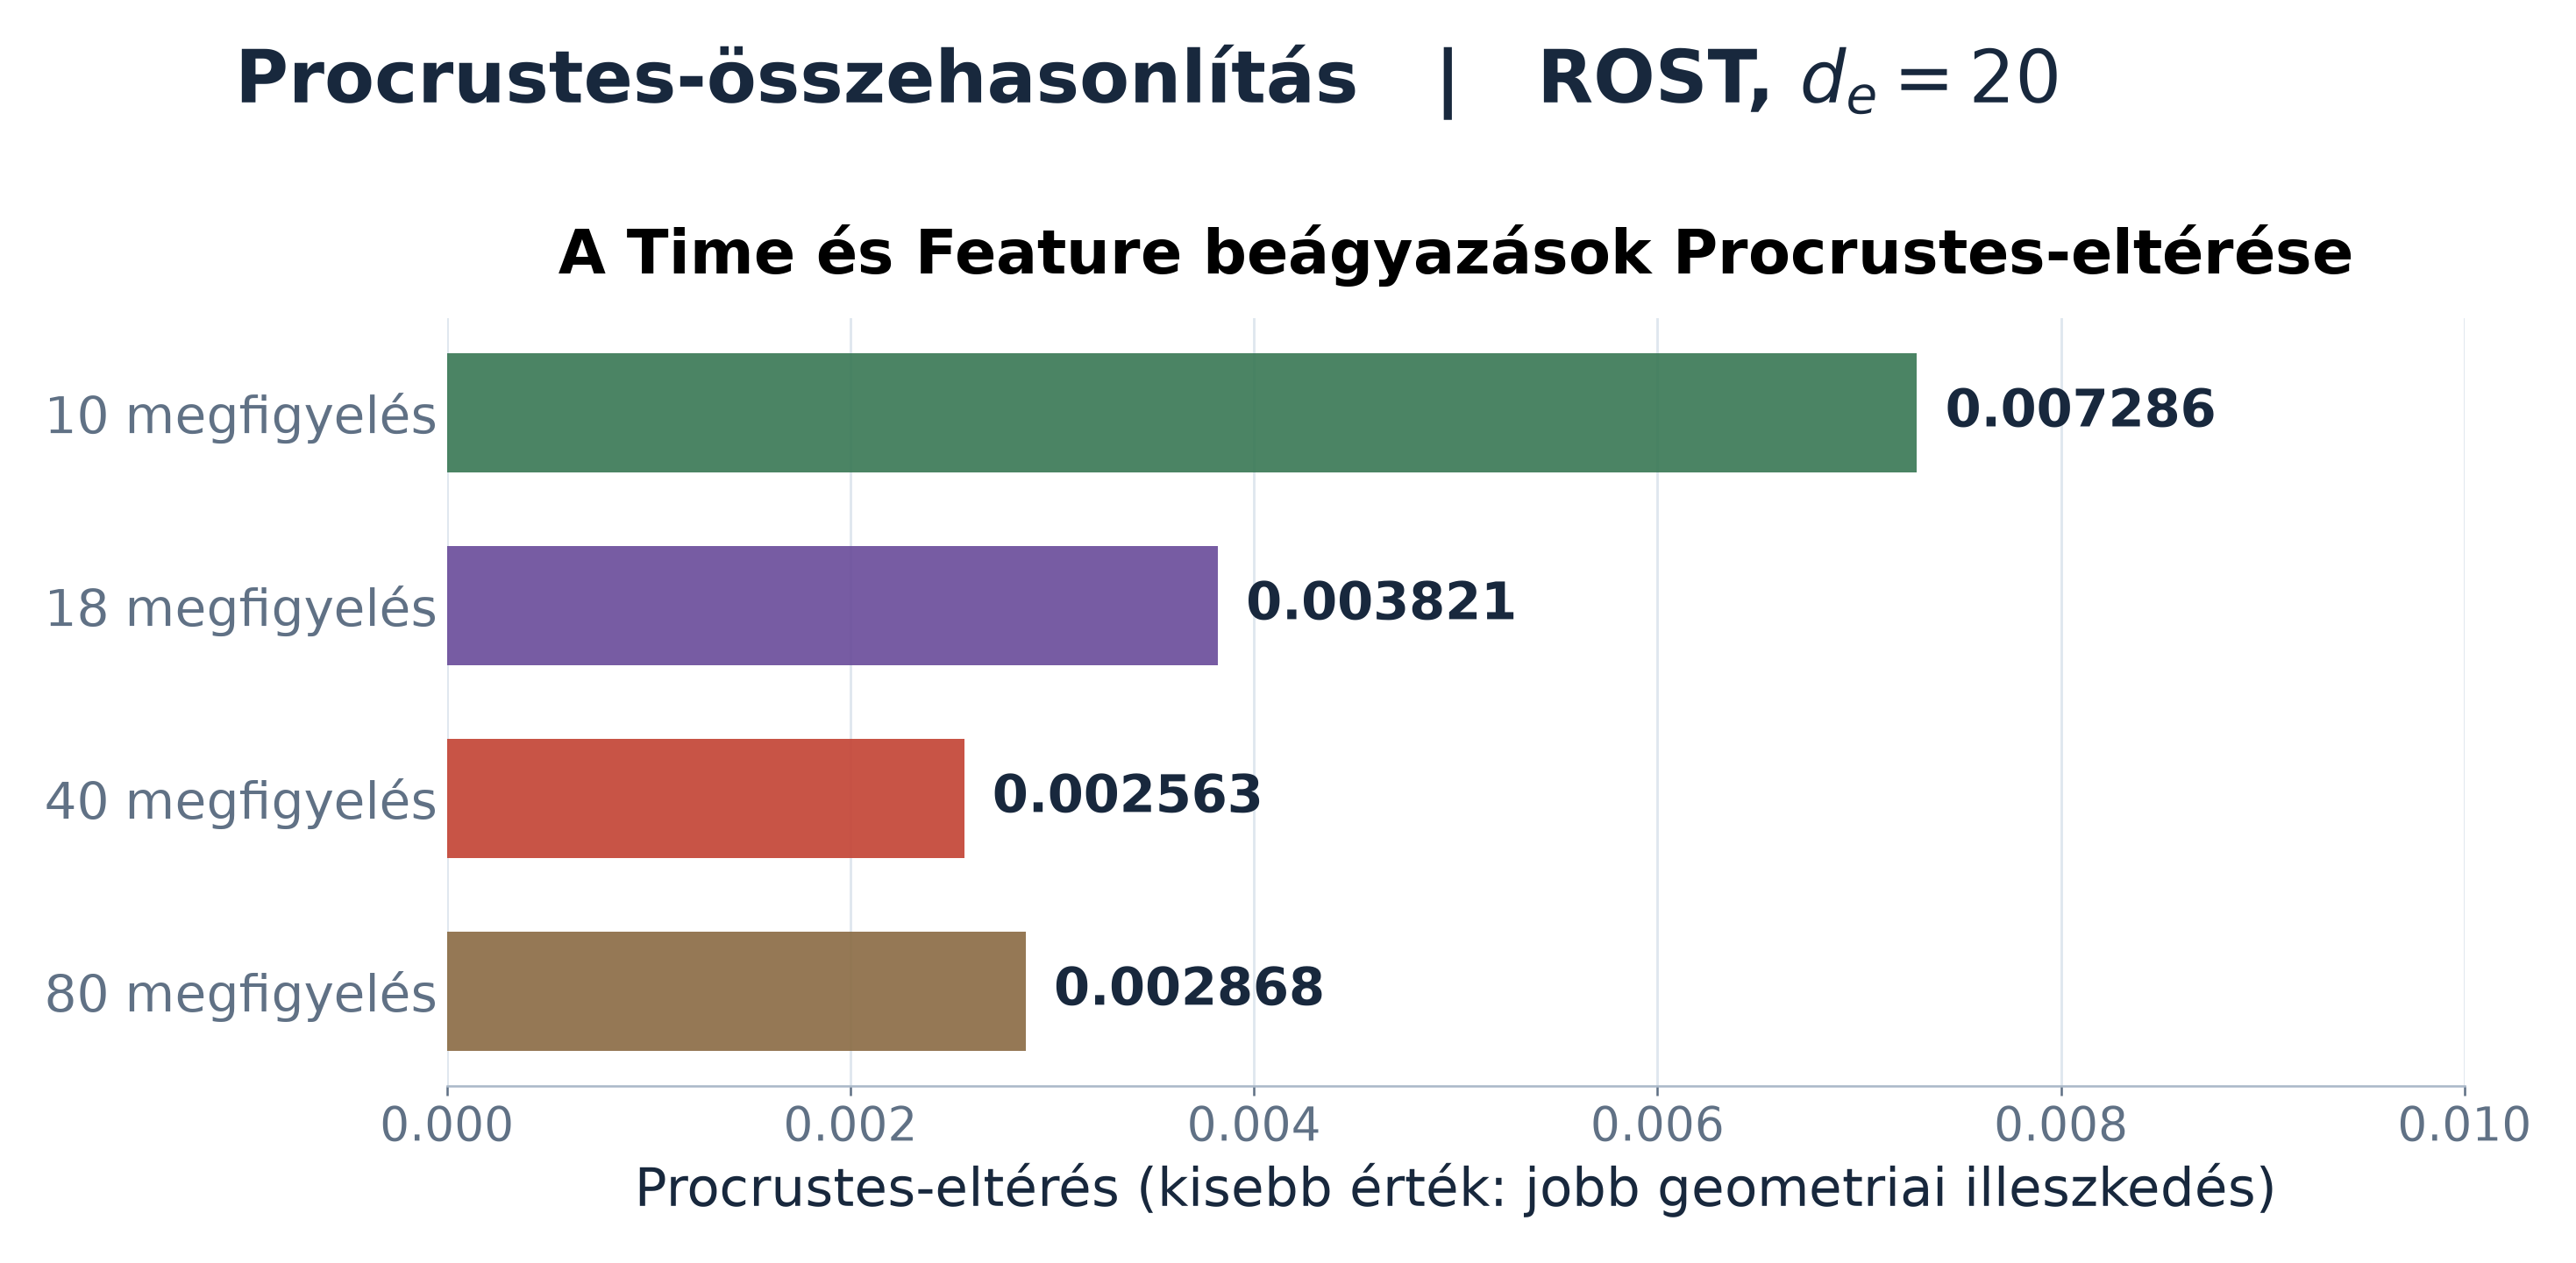 Procrustes-összehasonlítás | ROST, dₑ = 20
A Time és Feature beágyazások Procrustes-eltérése
10 megfigyelés 0.007286
18 megfigyelés 0.003821
40 megfigyelés 0.002563
80 megfigyelés 0.002868
0.000 0.002 0.004 0.006 0.008 0.010
Procrustes-eltérés (kisebb érték: jobb geometriai illeszkedés)